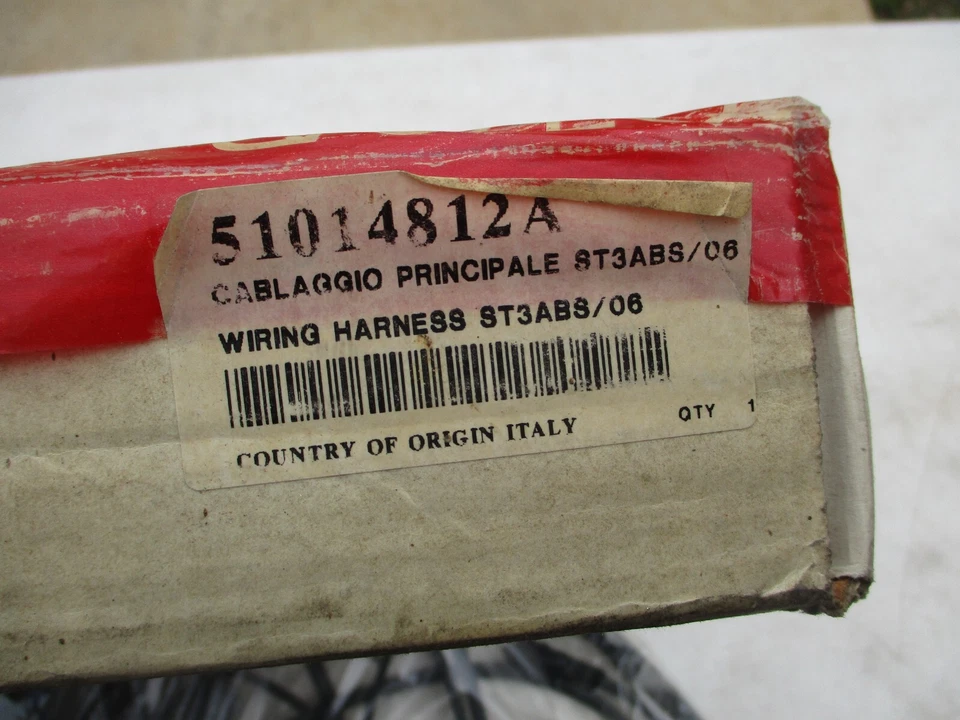 51014812A
CABLAGGIO PRINCIPALE ST3ABS/06
WIRING HARNESS ST3ABS/06
COUNTRY OF ORIGIN ITALY
QTY 1